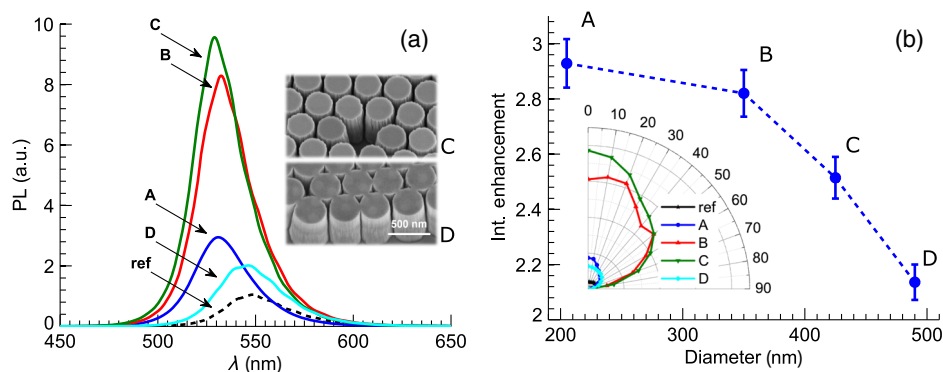 10
8
6
4
2
0
PL (a.u.)
450
500
550
600
650
λ (nm)
(a)
C
B
A
D
ref
C
500 nm
D
3
2.8
2.6
2.4
2.2
2
Int. enhancement
200
300
400
500
Diameter (nm)
(b)
A
B
C
D
0
10
20
30
40
50
60
70
80
90
ref
A
B
C
D